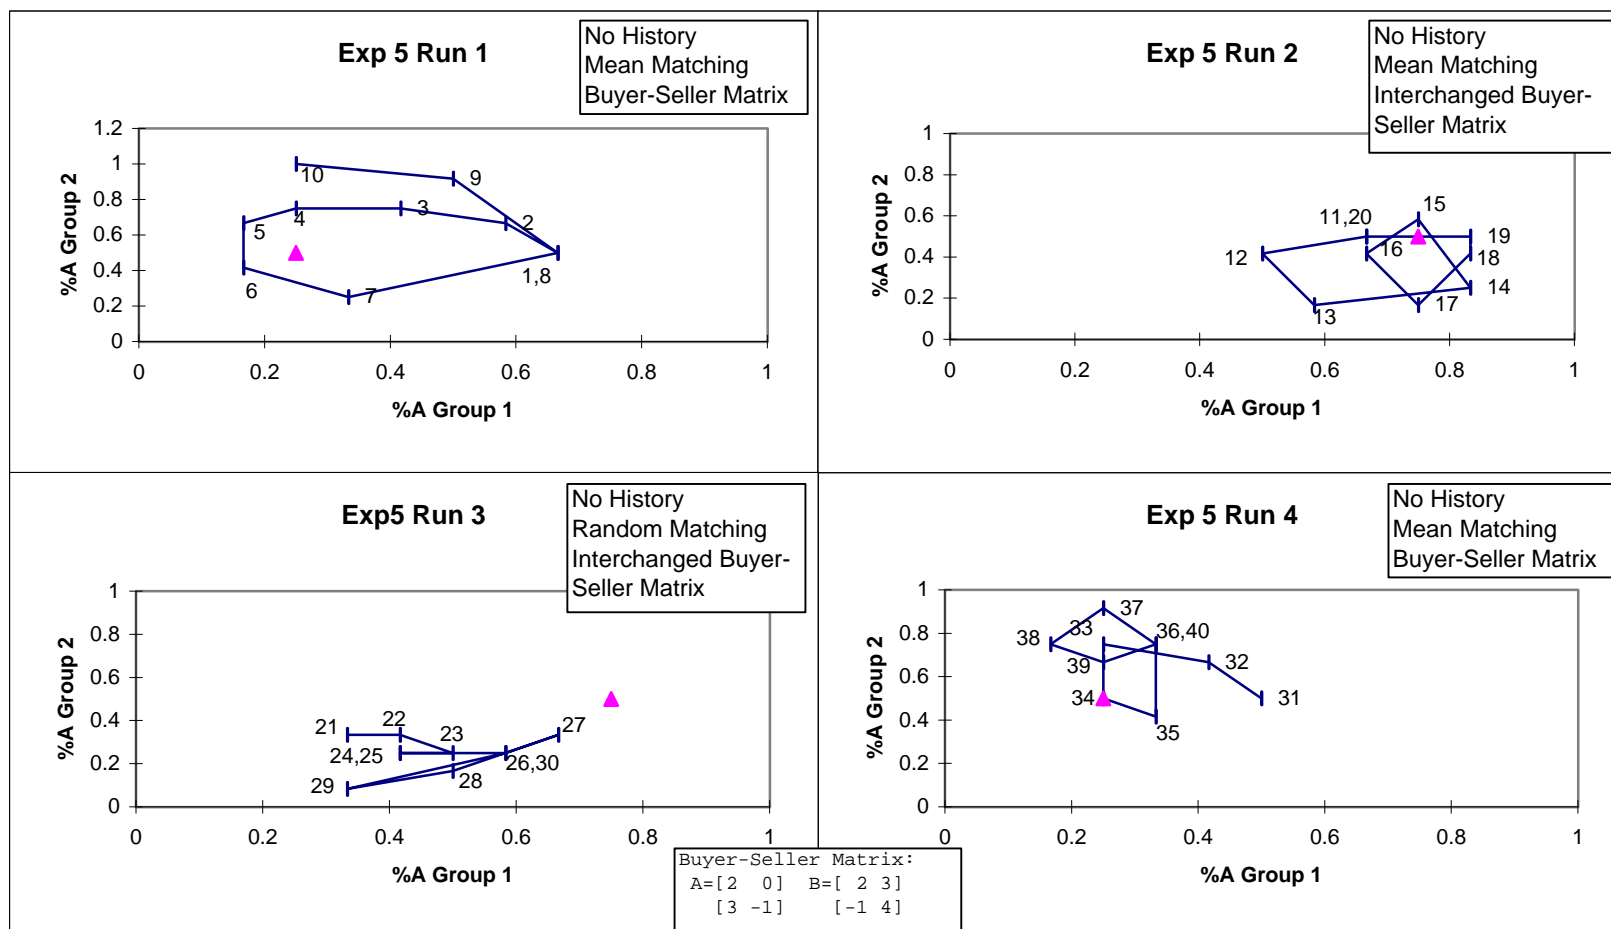 Exp 5 Run 1
No History
Mean Matching
Buyer-Seller Matrix
%A Group 2
1.2
1
0.8
0.6
0.4
0.2
0
10
9
5
4
3
2
6
7
1,8
0
0.2
0.4
0.6
0.8
1
%A Group 1
Exp 5 Run 2
No History
Mean Matching
Interchanged Buyer-
Seller Matrix
%A Group 2
1
0.8
0.6
0.4
0.2
0
11,20
15
12
16
19
18
14
13
17
0
0.2
0.4
0.6
0.8
1
%A Group 1
Exp5 Run 3
No History
Random Matching
Interchanged Buyer-
Seller Matrix
%A Group 2
1
0.8
0.6
0.4
0.2
0
21
22
23
27
24,25
26,30
29
28
0
0.2
0.4
0.6
0.8
1
%A Group 1
Exp 5 Run 4
No History
Mean Matching
Buyer-Seller Matrix
%A Group 2
1
0.8
0.6
0.4
0.2
0
37
38
33
36,40
39
32
34
31
35
0
0.2
0.4
0.6
0.8
1
%A Group 1
Buyer-Seller Matrix:
A=[2 0] B=[ 2 3]
[3 -1] [-1 4]